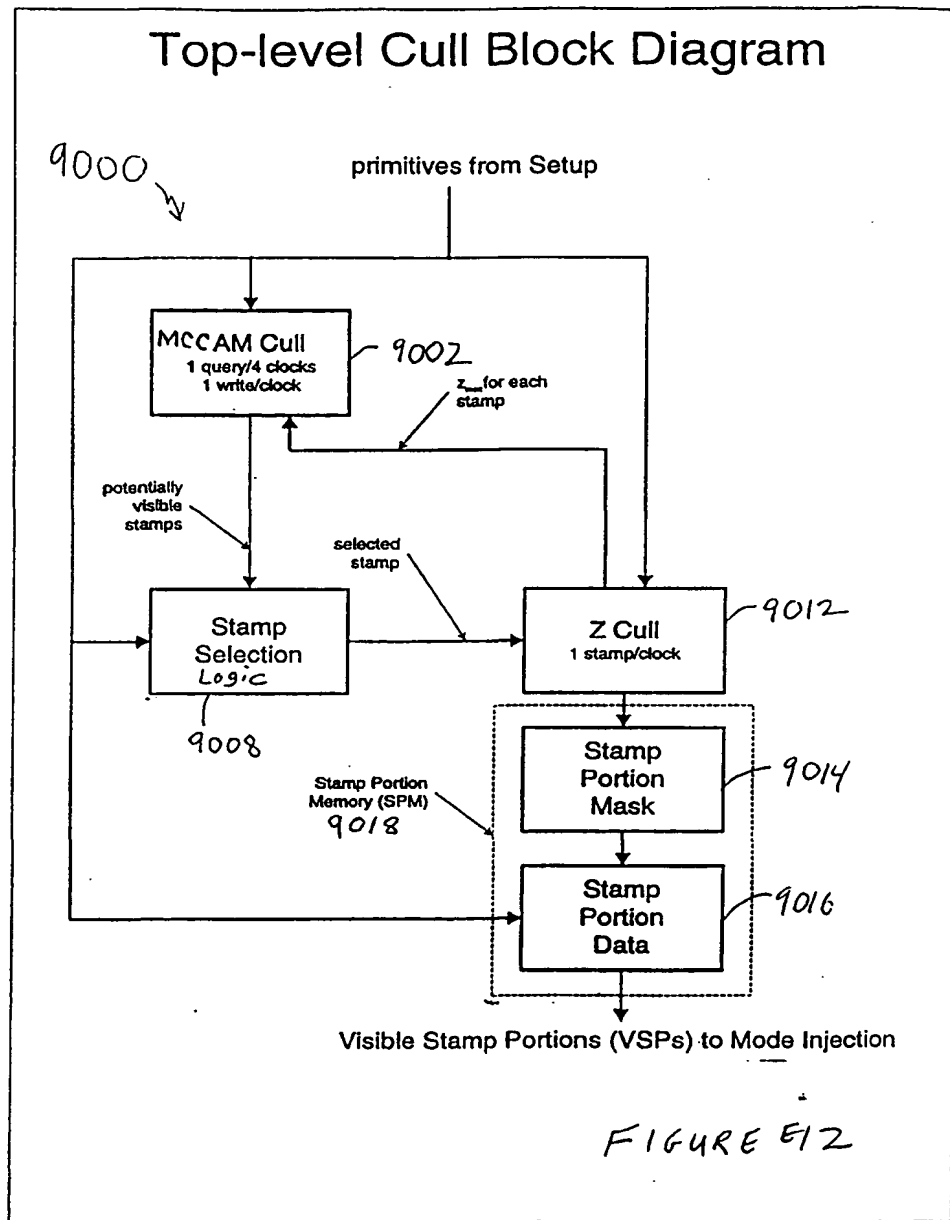 Top-level Cull Block Diagram
9000
primitives from Setup
MCCAM Cull
1 query/4 clocks
1 write/clock
9002
for each
stamp
potentially
visible
stamps
selected
stamp
Stamp
Selection
Logic
9008
Z Cull
1 stamp/clock
9012
Stamp Portion
Memory (SPM)
9018
Stamp
Portion
Mask
9014
Stamp
Portion
Data
9016
Visible Stamp Portions (VSPs) to Mode Injection
FIGURE E12